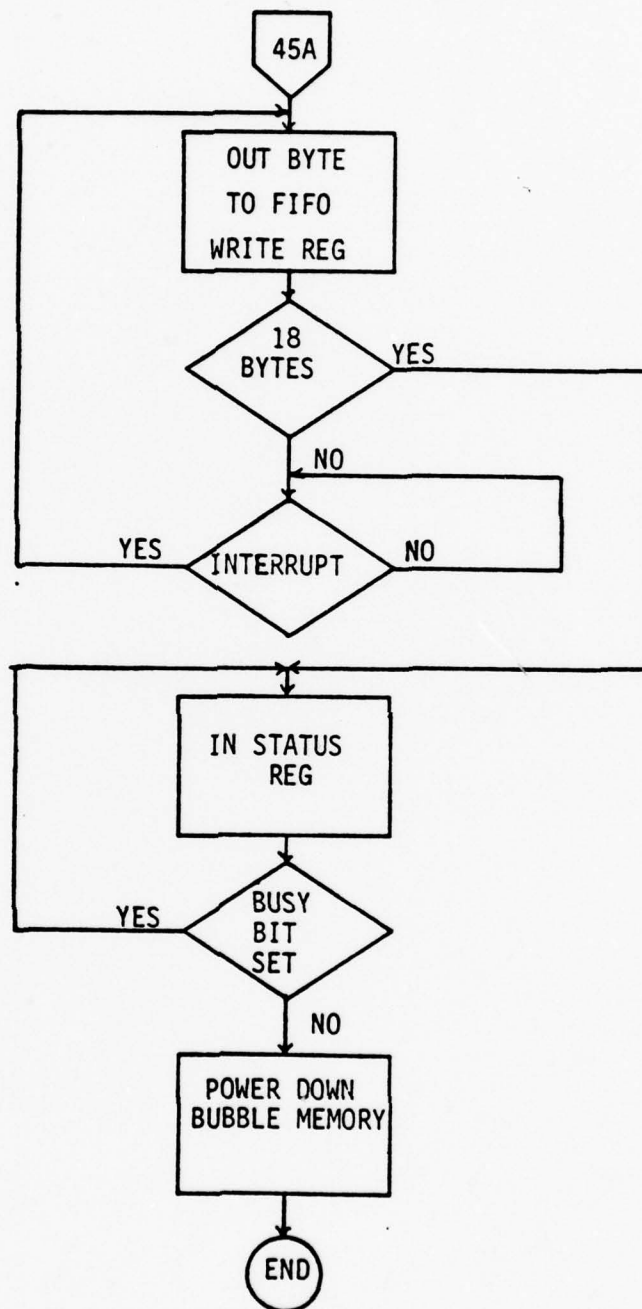 45A
OUT BYTE
TO FIFO
WRITE REG
18
BYTES
YES
NO
YES
INTERRUPT
NO
IN STATUS
REG
YES
BUSY
BIT
SET
NO
POWER DOWN
BUBBLE MEMORY
END